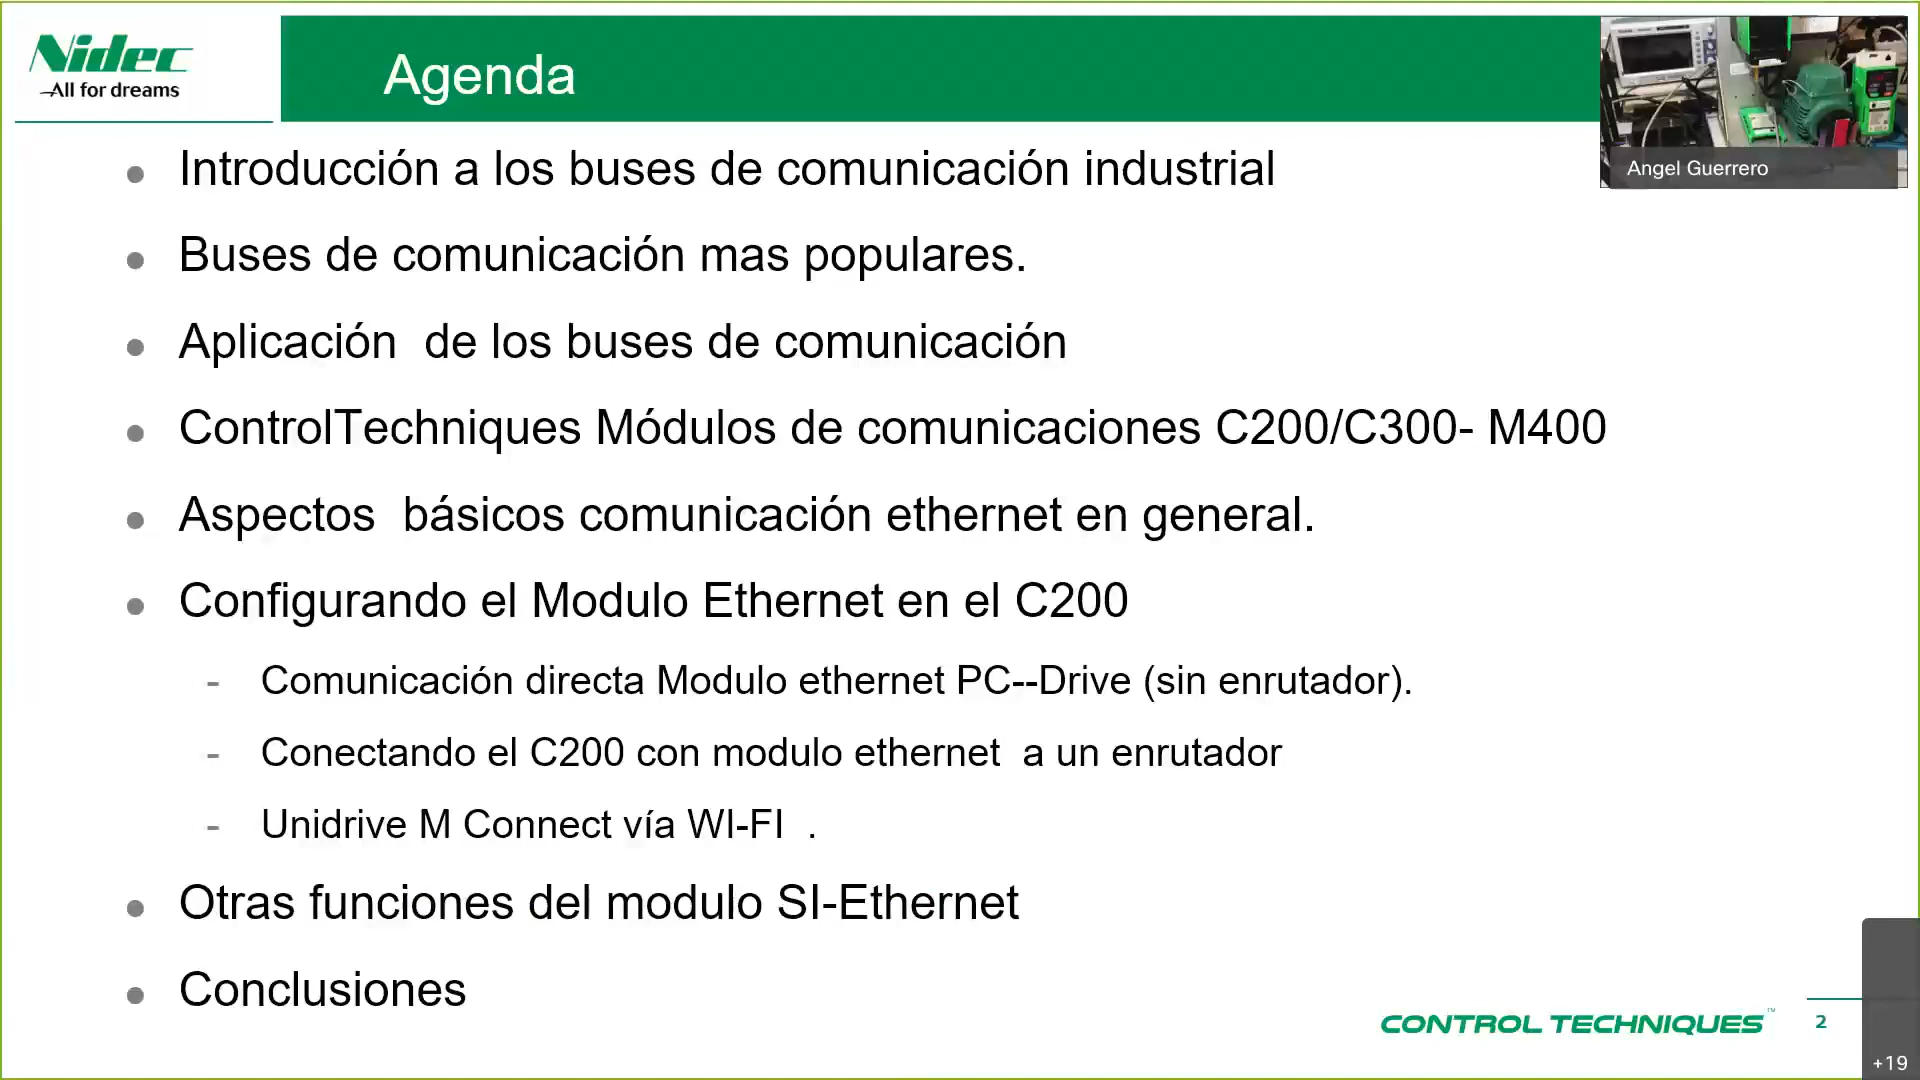 Nidec
All for dreams
Agenda
Angel Guerrero
Introducción a los buses de comunicación industrial
Buses de comunicación mas populares.
Aplicación  de los buses de comunicación
ControlTechniques Módulos de comunicaciones C200/C300- M400
Aspectos  básicos comunicación ethernet en general.
Configurando el Modulo Ethernet en el C200
- Comunicación directa Modulo ethernet PC--Drive (sin enrutador).
- Conectando el C200 con modulo ethernet  a un enrutador
- Unidrive M Connect vía WI-FI  .
Otras funciones del modulo SI-Ethernet
Conclusiones
CONTROL TECHNIQUES™ 2
+19